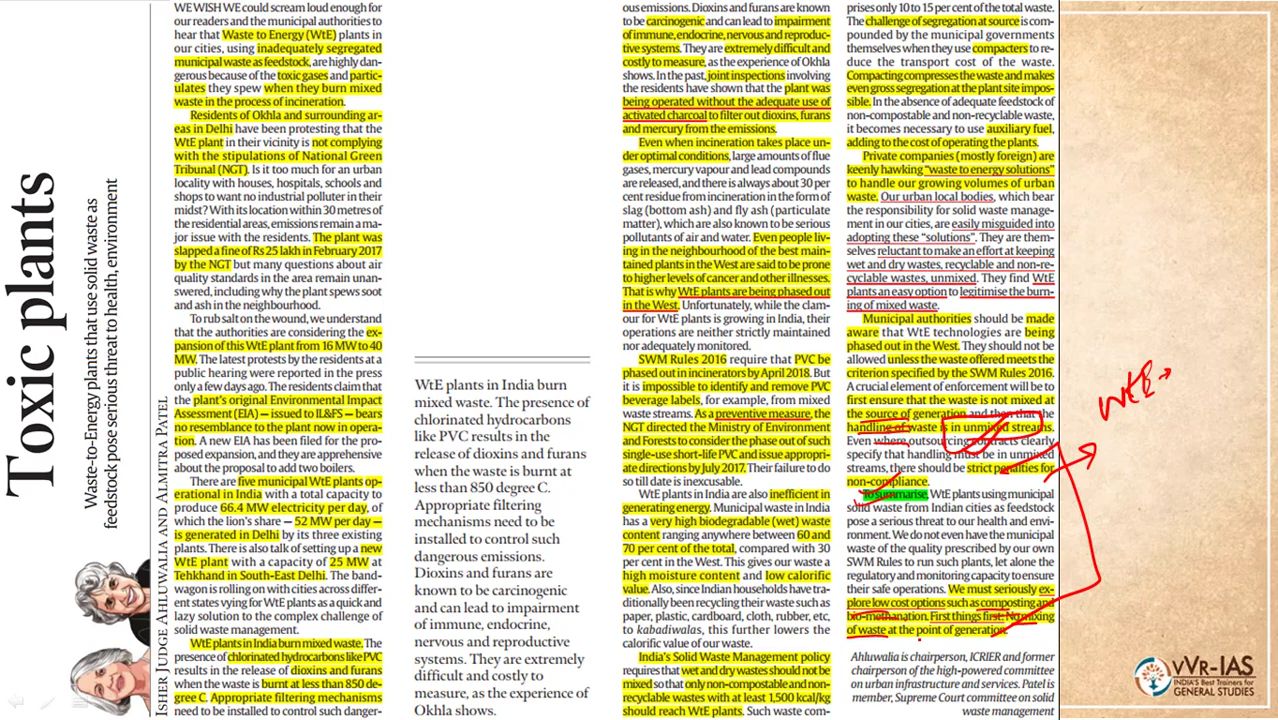 Toxic plants
Waste-to-Energy plants that use solid waste as
feedstock pose serious threat to health, environment
ISHER JUDGE AHLUWALIA AND ALMITRA PATEL
WE WISH WE could scream loud enough for
our readers and the municipal authorities to
hear that Waste to Energy (WtE) plants in
our cities, using inadequately segregated
municipal waste as feedstock, are highly dan-
gerous because of the toxic gases and partic-
ulates they spew when they burn mixed
waste in the process of incineration.
Residents of Okhla and surrounding ar-
eas in Delhi have been protesting that the
WtE plant in their vicinity is not complying
with the stipulations of National Green
Tribunal (NGT). Is it too much for an urban
locality with houses, hospitals, schools and
shops to want no industrial polluter in their
midst? With its location within 30 metres of
the residential areas, emissions remain a ma-
jor issue with the residents. The plant was
slapped a fine of Rs 25 lakh in February 2017
by the NGT but many questions about air
quality standards in the area remain unan-
swered, including why the plant spews soot
and ash in the neighbourhood.
To rub salt on the wound, we understand
that the authorities are considering the ex-
pansion of this WtE plant from 16 MW to 40
MW. The latest protests by the residents at a
public hearing were reported in the press
only a few days ago. The residents claim that
the plant's original Environmental Impact
Assessment (EIA) — issued to IL&FS — bears
no resemblance to the plant now in opera-
tion. A new EIA has been filed for the pro-
posed expansion, and they are apprehensive
about the proposal to add two boilers.
There are five municipal WtE plants op-
erational in India with a total capacity to
produce 66.4 MW electricity per day, of
which the lion's share — 52 MW per day —
is generated in Delhi by its three existing
plants. There is also talk of setting up a new
WtE plant with a capacity of 25 MW at
Tehkhand in South-East Delhi. The band-
wagon is rolling on with cities across differ-
ent states vying for WtE plants as a quick and
lazy solution to the complex challenge of
solid waste management.
WtE plants in India burn mixed waste. The
presence of chlorinated hydrocarbons like PVC
results in the release of dioxins and furans
when the waste is burnt at less than 850 de-
gree C. Appropriate filtering mechanisms
need to be installed to control such danger-
WtE plants in India burn
mixed waste. The presence of
chlorinated hydrocarbons
like PVC results in the
release of dioxins and furans
when the waste is burnt at
less than 850 degree C.
Appropriate filtering
mechanisms need to be
installed to control such
dangerous emissions.
Dioxins and furans are
known to be carcinogenic
and can lead to impairment
of immune, endocrine,
nervous and reproductive
systems. They are extremely
difficult and costly to
measure, as the experience of
Okhla shows.
ous emissions. Dioxins and furans are known
to be carcinogenic and can lead to impairment
of immune, endocrine, nervous and reproduc-
tive systems. They are extremely difficult and
costly to measure, as the experience of Okhla
shows. In the past, joint inspections involving
the residents have shown that the plant was
being operated without the adequate use of
activated charcoal to filter out dioxins, furans
and mercury from the emissions.
Even when incineration takes place un-
der optimal conditions, large amounts of flue
gases, mercury vapour and lead compounds
are released, and there is always about 30 per
cent residue from incineration in the form of
slag (bottom ash) and fly ash (particulate
matter), which are also known to be serious
pollutants of air and water. Even people liv-
ing in the neighbourhood of the best main-
tained plants in the West are said to be prone
to higher levels of cancer and other illnesses.
That is why WtE plants are being phased out
in the West. Unfortunately, while the clam-
our for WtE plants is growing in India, their
operations are neither strictly maintained
nor adequately monitored.
SWM Rules 2016 require that PVC be
phased out in incinerators by April 2018. But
it is impossible to identify and remove PVC
beverage labels, for example, from mixed
waste streams. As a preventive measure, the
NGT directed the Ministry of Environment
and Forests to consider the phase out of such
single-use short-life PVC and issue appropri-
ate directions by July 2017. Their failure to do
so till date is inexcusable.
WtE plants in India are also inefficient in
generating energy. Municipal waste in India
has a very high biodegradable (wet) waste
content ranging anywhere between 60 and
70 per cent of the total, compared with 30
per cent in the West. This gives our waste a
high moisture content and low calorific
value. Also, since Indian households have tra-
ditionally been recycling their waste such as
paper, plastic, cardboard, cloth, rubber, etc,
to kabadiwalas, this further lowers the
calorific value of our waste.
India's Solid Waste Management policy
requires that wet and dry wastes should not be
mixed so that only non-compostable and non-
recyclable wastes with at least 1,500 kcal/kg
should reach WtE plants. Such waste com-
prises only 10 to 15 per cent of the total waste.
The challenge of segregation at source is com-
pounded by the municipal governments
themselves when they use compacters to re-
duce the transport cost of the waste.
Compacting compresses the waste and makes
even gross segregation at the plant site impos-
sible. In the absence of adequate feedstock of
non-compostable and non-recyclable waste,
it becomes necessary to use auxiliary fuel,
adding to the cost of operating the plants.
Private companies (mostly foreign) are
keenly hawking "waste to energy solutions"
to handle our growing volumes of urban
waste. Our urban local bodies, which bear
the responsibility for solid waste manage-
ment in our cities, are easily misguided into
adopting these "solutions". They are them-
selves reluctant to make an effort at keeping
wet and dry wastes, recyclable and non-re-
cyclable wastes, unmixed. They find WtE
plants an easy option to legitimise the burn-
ing of mixed waste.
Municipal authorities should be made
aware that WtE technologies are being
phased out in the West. They should not be
allowed unless the waste offered meets the
criterion specified by the SWM Rules 2016.
A crucial element of enforcement will be to
first ensure that the waste is not mixed at
the source of generation and then that the
handling of waste is in unmixed streams.
Even where outsourcing contracts clearly
specify that handling must be in unmixed
streams, there should be strict penalties for
non-compliance.
To summarise, WtE plants using municipal
solid waste from Indian cities as feedstock
pose a serious threat to our health and envi-
ronment. We do not even have the municipal
waste of the quality prescribed by our own
SWM Rules to run such plants, let alone the
regulatory and monitoring capacity to ensure
their safe operations. We must seriously ex-
plore low cost options such as composting and
bio-methanation. First things first: No mixing
of waste at the point of generation.
Ahluwalia is chairperson, ICRIER and former
chairperson of the high-powered committee
on urban infrastructure and services. Patel is
member, Supreme Court committee on solid
waste management
WtE
VVR-IAS
INDIA'S Best Trainers for
GENERAL STUDIES